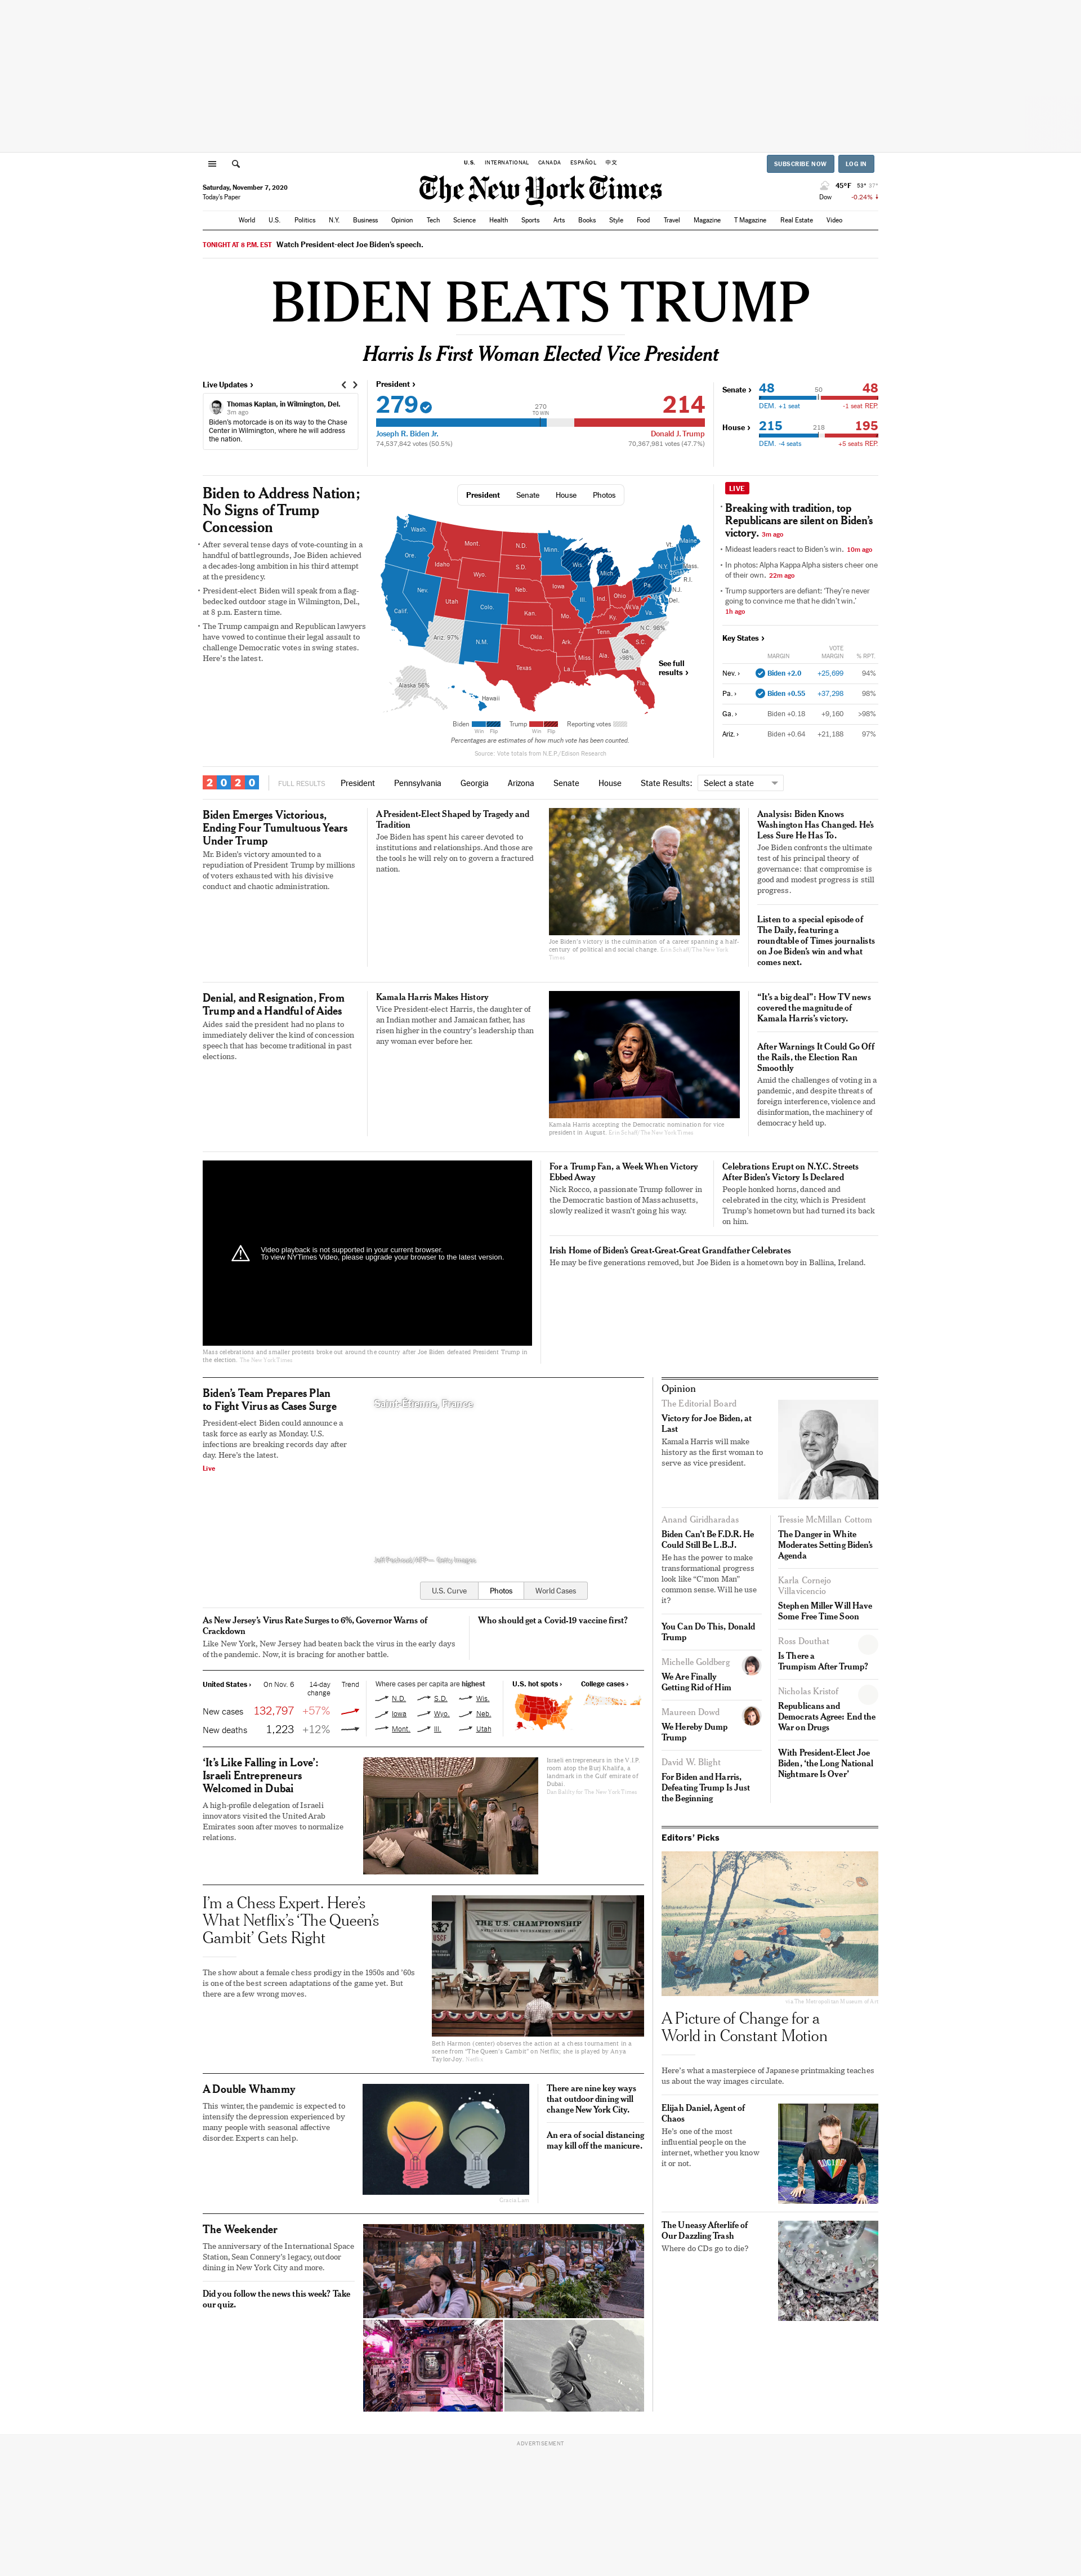 U.S. INTERNATIONAL CANADA ESPAÑOL 中文
SUBSCRIBE NOW LOG IN
Saturday, November 7, 2020
Today's Paper
The New York Times
45°F 53° 37°
Dow -0.24%
World U.S. Politics N.Y. Business Opinion Tech Science Health Sports Arts Books Style Food Travel Magazine T Magazine Real Estate Video
TONIGHT AT 8 P.M. EST Watch President-elect Joe Biden's speech.
BIDEN BEATS TRUMP
Harris Is First Woman Elected Vice President
Live Updates ›
Thomas Kaplan, in Wilmington, Del.
3m ago
Biden's motorcade is on its way to the Chase
Center in Wilmington, where he will address
the nation.
President ›
279
270
TO WIN
214
Joseph R. Biden Jr.
Donald J. Trump
74,537,842 votes (50.5%)
70,367,981 votes (47.7%)
Senate ›
48 50 48
DEM. +1 seat -1 seat REP.
House ›
215 218 195
DEM. -4 seats +5 seats REP.
Biden to Address Nation;
No Signs of Trump
Concession
After several tense days of vote-counting in a
handful of battlegrounds, Joe Biden achieved
a decades-long ambition in his third attempt
at the presidency.
President-elect Biden will speak from a flag-
bedecked outdoor stage in Wilmington, Del.,
at 8 p.m. Eastern time.
The Trump campaign and Republican lawyers
have vowed to continue their legal assault to
challenge Democratic votes in swing states.
Here's the latest.
President Senate House Photos
Wash.
Ore.
Idaho
Mont.
N.D.
Minn.
S.D.
Wyo.
Wis.
Mich.
Vt.
Maine
N.H.
N.Y.
Mass.
Conn.
R.I.
N.J.
Del.
Pa.
Nev.
Utah
Colo.
Neb.
Iowa
Ill.
Ind.
Ohio
W.Va.
Va.
Calif.
Kan.
Mo.
Ky.
Ariz. 97%
N.M.
Okla.
Ark.
Tenn.
N.C. 98%
S.C.
Texas
La.
Miss.
Ala.
Ga.
>98%
Fla.
Alaska 56%
Hawaii
See full
results ›
Biden Trump Reporting votes
Win Flip Win Flip
Percentages are estimates of how much vote has been counted.
Source: Vote totals from N.E.P./Edison Research
LIVE
Breaking with tradition, top
Republicans are silent on Biden's
victory. 3m ago
Mideast leaders react to Biden's win. 10m ago
In photos: Alpha Kappa Alpha sisters cheer one
of their own. 22m ago
Trump supporters are defiant: 'They're never
going to convince me that he didn't win.'
1h ago
Key States ›
MARGIN VOTE MARGIN % RPT.
Nev. › Biden +2.0 +25,699 94%
Pa. › Biden +0.55 +37,298 98%
Ga. › Biden +0.18 +9,160 >98%
Ariz. › Biden +0.64 +21,188 97%
2020 FULL RESULTS President Pennsylvania Georgia Arizona Senate House State Results: Select a state
Biden Emerges Victorious,
Ending Four Tumultuous Years
Under Trump
Mr. Biden's victory amounted to a
repudiation of President Trump by millions
of voters exhausted with his divisive
conduct and chaotic administration.
A President-Elect Shaped by Tragedy and
Tradition
Joe Biden has spent his career devoted to
institutions and relationships. And those are
the tools he will rely on to govern a fractured
nation.
Joe Biden's victory is the culmination of a career spanning a half-
century of political and social change. Erin Schaff/The New York
Times
Analysis: Biden Knows
Washington Has Changed. He's
Less Sure He Has To.
Joe Biden confronts the ultimate
test of his principal theory of
governance: that compromise is
good and modest progress is still
progress.
Listen to a special episode of
The Daily, featuring a
roundtable of Times journalists
on Joe Biden's win and what
comes next.
Denial, and Resignation, From
Trump and a Handful of Aides
Aides said the president had no plans to
immediately deliver the kind of concession
speech that has become traditional in past
elections.
Kamala Harris Makes History
Vice President-elect Harris, the daughter of
an Indian mother and Jamaican father, has
risen higher in the country's leadership than
any woman ever before her.
Kamala Harris accepting the Democratic nomination for vice
president in August. Erin Schaff/The New York Times
"It's a big deal": How TV news
covered the magnitude of
Kamala Harris's victory.
After Warnings It Could Go Off
the Rails, the Election Ran
Smoothly
Amid the challenges of voting in a
pandemic, and despite threats of
foreign interference, violence and
disinformation, the machinery of
democracy held up.
Video playback is not supported in your current browser.
To view NYTimes Video, please upgrade your browser to the latest version.
Mass celebrations and smaller protests broke out around the country after Joe Biden defeated President Trump in
the election. The New York Times
For a Trump Fan, a Week When Victory
Ebbed Away
Nick Rocco, a passionate Trump follower in
the Democratic bastion of Massachusetts,
slowly realized it wasn't going his way.
Celebrations Erupt on N.Y.C. Streets
After Biden's Victory Is Declared
People honked horns, danced and
celebrated in the city, which is President
Trump's hometown but had turned its back
on him.
Irish Home of Biden's Great-Great-Great Grandfather Celebrates
He may be five generations removed, but Joe Biden is a hometown boy in Ballina, Ireland.
Biden's Team Prepares Plan
to Fight Virus as Cases Surge
President-elect Biden could announce a
task force as early as Monday. U.S.
infections are breaking records day after
day. Here's the latest.
Live
Saint-Étienne, France
Jeff Pachoud/AFP — Getty Images
U.S. Curve Photos World Cases
As New Jersey's Virus Rate Surges to 6%, Governor Warns of
Crackdown
Like New York, New Jersey had beaten back the virus in the early days
of the pandemic. Now, it is bracing for another battle.
Who should get a Covid-19 vaccine first?
United States › On Nov. 6 14-day change Trend
New cases 132,797 +57%
New deaths 1,223 +12%
Where cases per capita are highest
N.D. S.D. Wis.
Iowa Wyo. Neb.
Mont. Ill. Utah
U.S. hot spots ›
College cases ›
'It's Like Falling in Love':
Israeli Entrepreneurs
Welcomed in Dubai
A high-profile delegation of Israeli
innovators visited the United Arab
Emirates soon after moves to normalize
relations.
Israeli entrepreneurs in the V.I.P.
room atop the Burj Khalifa, a
landmark in the Gulf emirate of
Dubai.
Dan Balilty for The New York Times
I'm a Chess Expert. Here's
What Netflix's 'The Queen's
Gambit' Gets Right
The show about a female chess prodigy in the 1950s and '60s
is one of the best screen adaptations of the game yet. But
there are a few wrong moves.
THE U.S. CHAMPIONSHIP
USCF
Beth Harmon (center) observes the action at a chess tournament in a
scene from "The Queen's Gambit" on Netflix; she is played by Anya
Taylor-Joy. Netflix
A Double Whammy
This winter, the pandemic is expected to
intensify the depression experienced by
many people with seasonal affective
disorder. Experts can help.
Gracia Lam
There are nine key ways
that outdoor dining will
change New York City.
An era of social distancing
may kill off the manicure.
The Weekender
The anniversary of the International Space
Station, Sean Connery's legacy, outdoor
dining in New York City and more.
Did you follow the news this week? Take
our quiz.
Opinion
The Editorial Board
Victory for Joe Biden, at
Last
Kamala Harris will make
history as the first woman to
serve as vice president.
Anand Giridharadas
Biden Can't Be F.D.R. He
Could Still Be L.B.J.
He has the power to make
transformational progress
look like "C'mon Man"
common sense. Will he use
it?
You Can Do This, Donald
Trump
Michelle Goldberg
We Are Finally
Getting Rid of Him
Maureen Dowd
We Hereby Dump
Trump
David W. Blight
For Biden and Harris,
Defeating Trump Is Just
the Beginning
Tressie McMillan Cottom
The Danger in White
Moderates Setting Biden's
Agenda
Karla Cornejo
Villavicencio
Stephen Miller Will Have
Some Free Time Soon
Ross Douthat
Is There a
Trumpism After Trump?
Nicholas Kristof
Republicans and
Democrats Agree: End the
War on Drugs
With President-Elect Joe
Biden, 'the Long National
Nightmare Is Over'
Editors' Picks
via The Metropolitan Museum of Art
A Picture of Change for a
World in Constant Motion
Here's what a masterpiece of Japanese printmaking teaches
us about the way images circulate.
Elijah Daniel, Agent of
Chaos
He's one of the most
influential people on the
internet, whether you know
it or not.
The Uneasy Afterlife of
Our Dazzling Trash
Where do CDs go to die?
ADVERTISEMENT